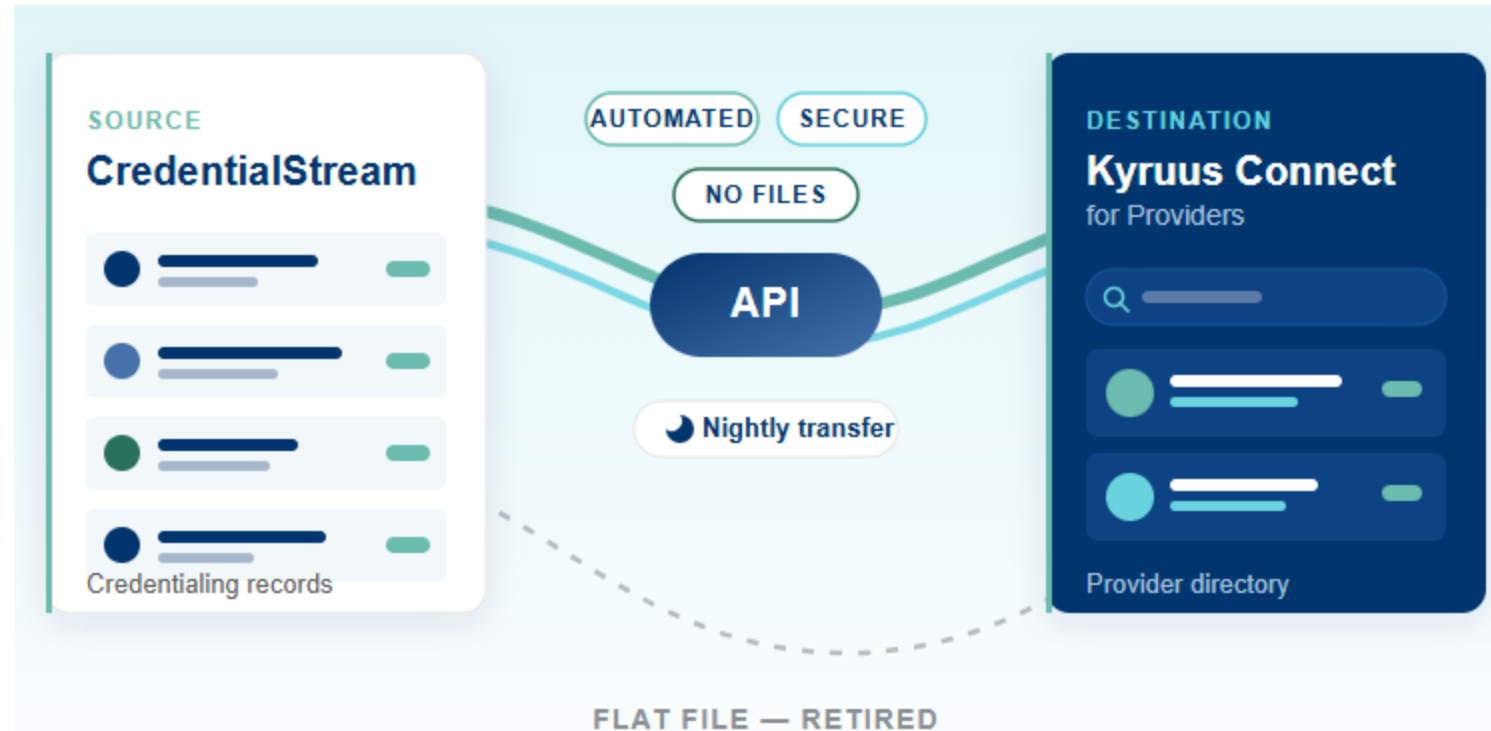 SOURCE
CredentialStream
Credentialing records
AUTOMATED
SECURE
NO FILES
API
Nightly transfer
FLAT FILE — RETIRED
DESTINATION
Kyruus Connect
for Providers
Provider directory